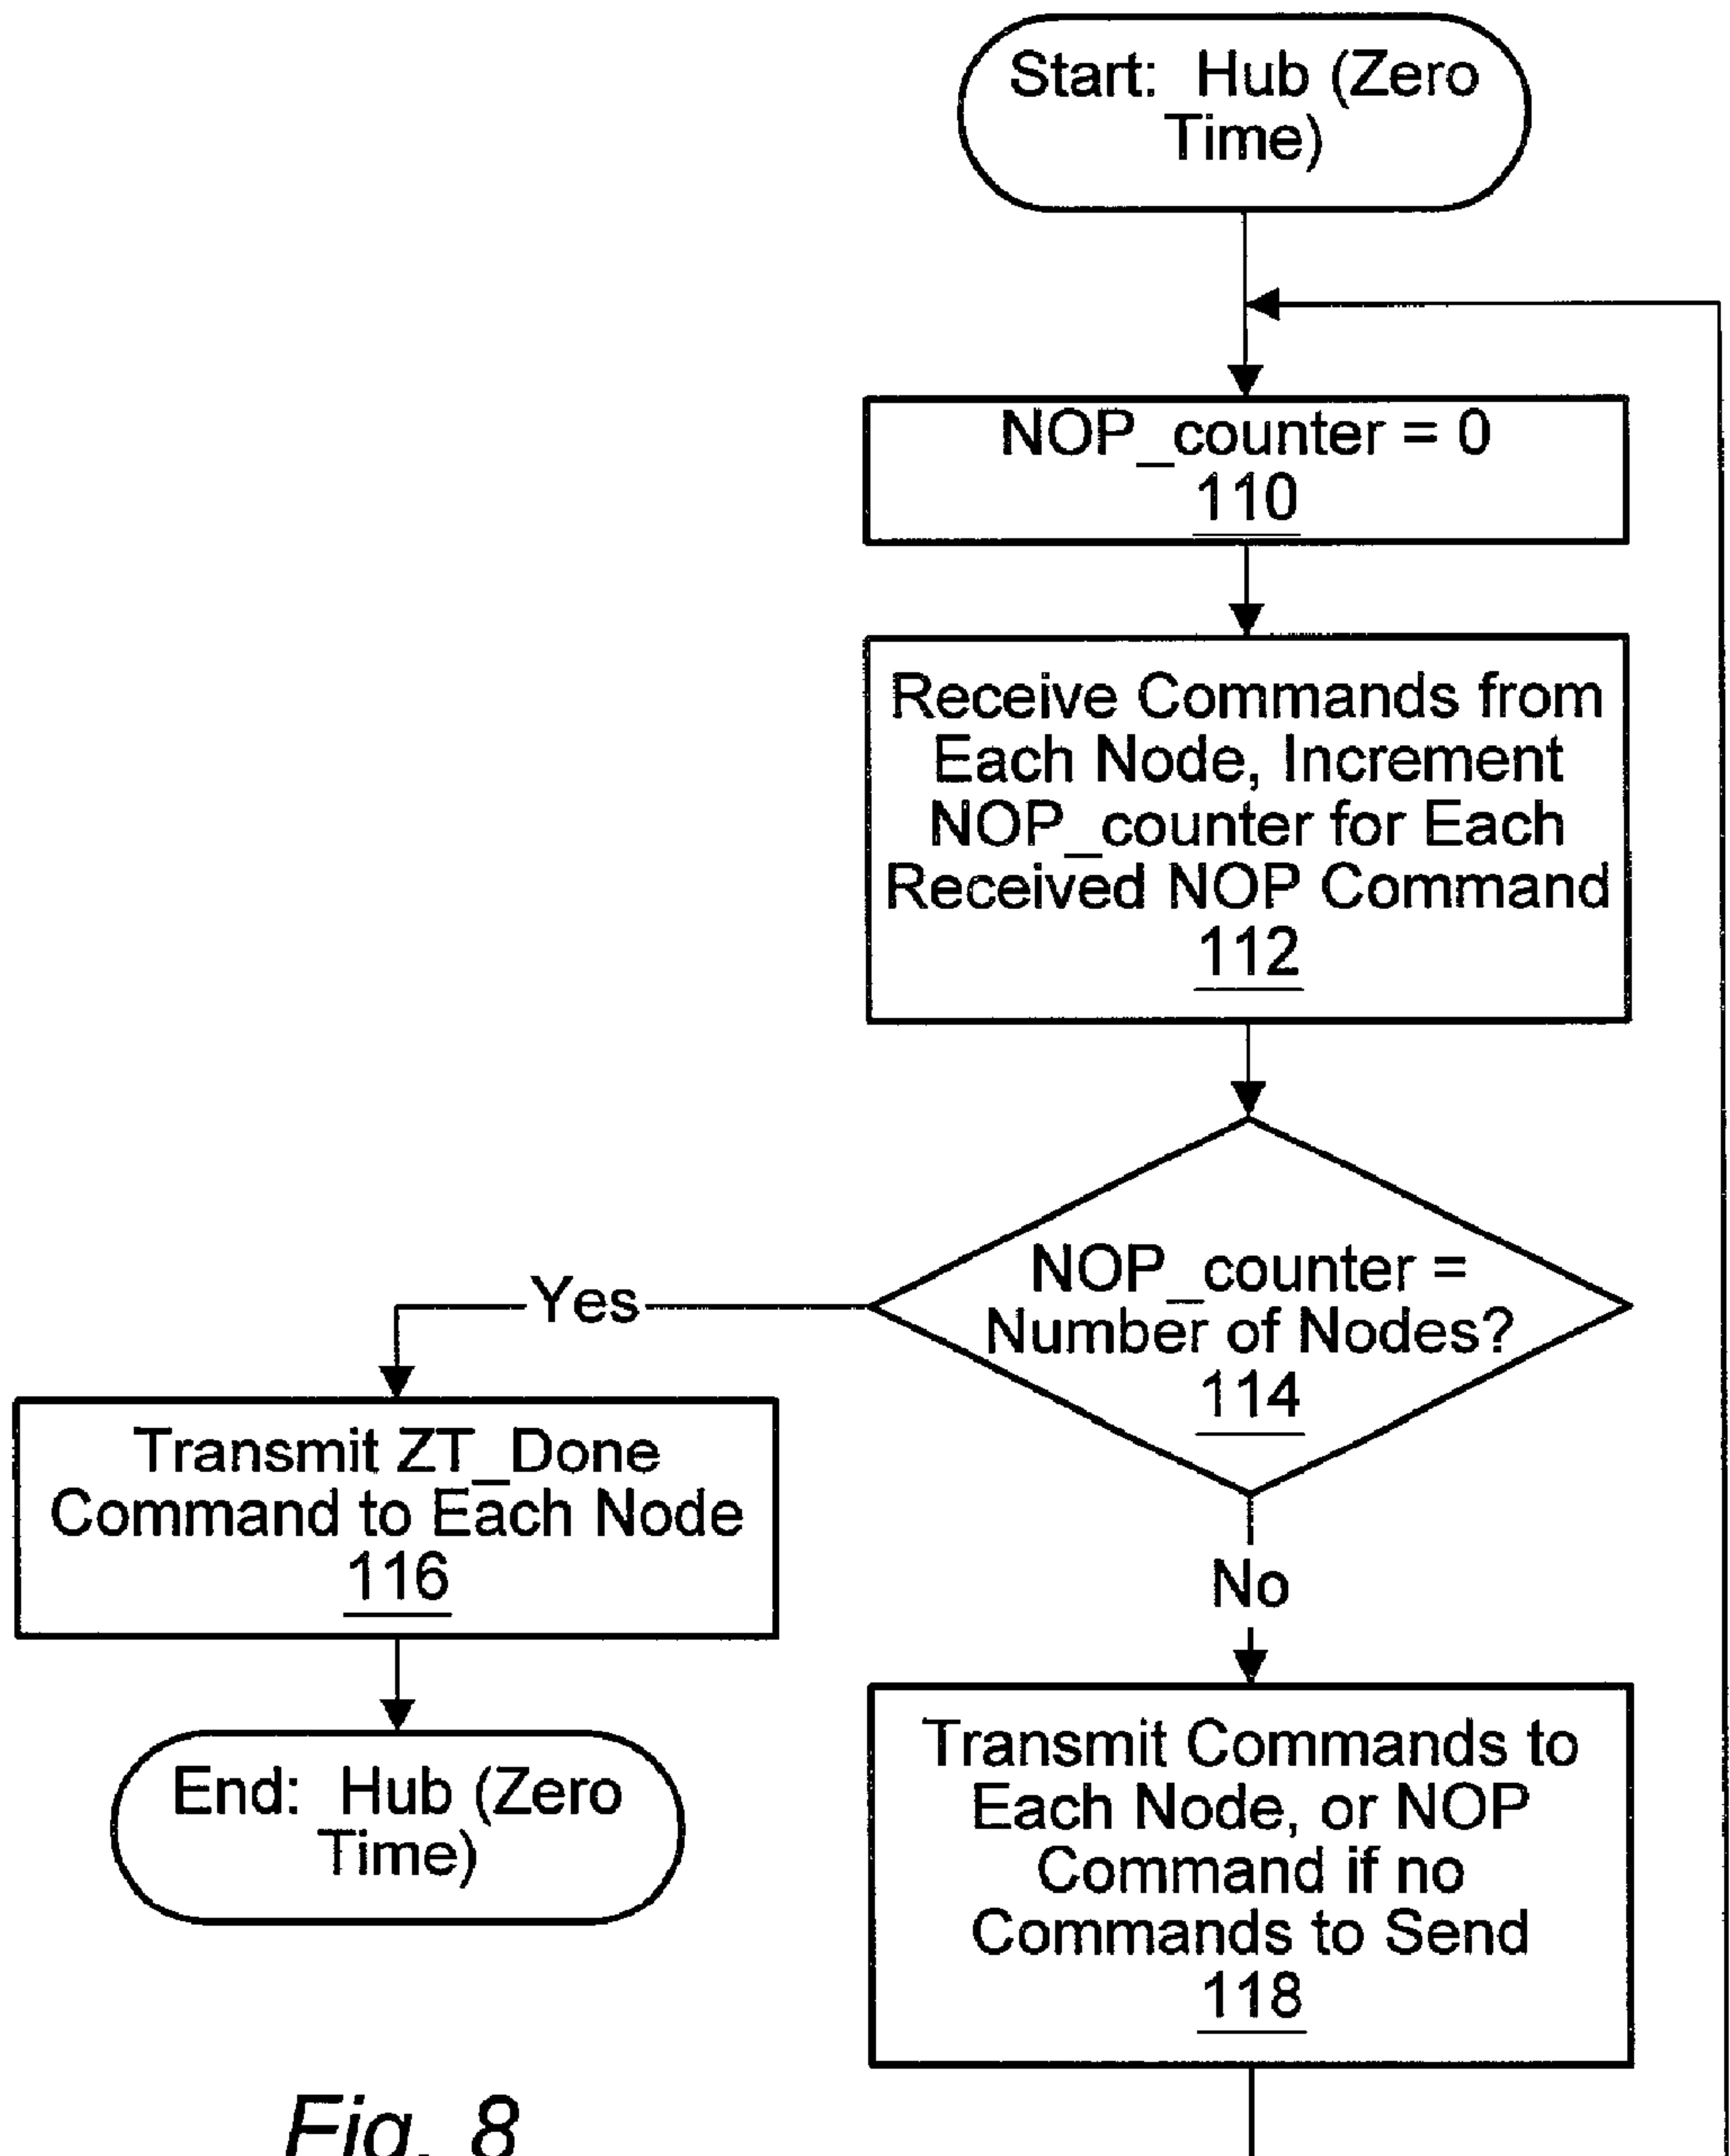 Start:  Hub (Zero
Time)
NOP_counter = 0
110
Receive Commands from
Each Node, Increment
NOP_counter for Each
Received NOP Command
112
NOP_counter =
Number of Nodes?
114
Yes
Transmit ZT_Done
Command to Each Node
116
End:  Hub (Zero
Time)
No
Transmit Commands to
Each Node, or NOP
Command if no
Commands to Send
118
Fig. 8